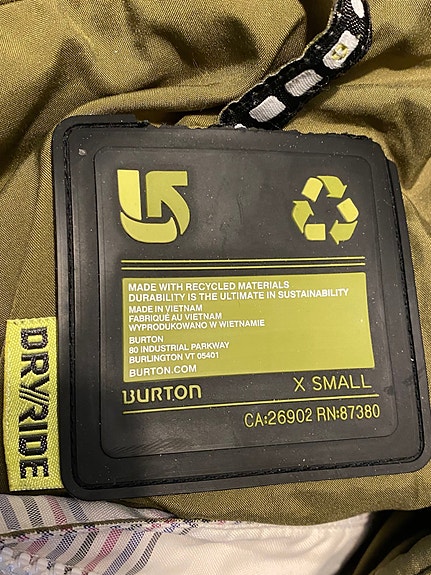 MADE WITH RECYCLED MATERIALS
DURABILITY IS THE ULTIMATE IN SUSTAINABILITY
MADE IN VIETNAM
FABRIQUÉ AU VIETNAM
WYPRODUKOWANO W WIETNAMIE
BURTON
80 INDUSTRIAL PARKWAY
BURLINGTON VT 05401
BURTON.COM
BURTON
X SMALL
CA:26902 RN:87380
DRY//RIDE